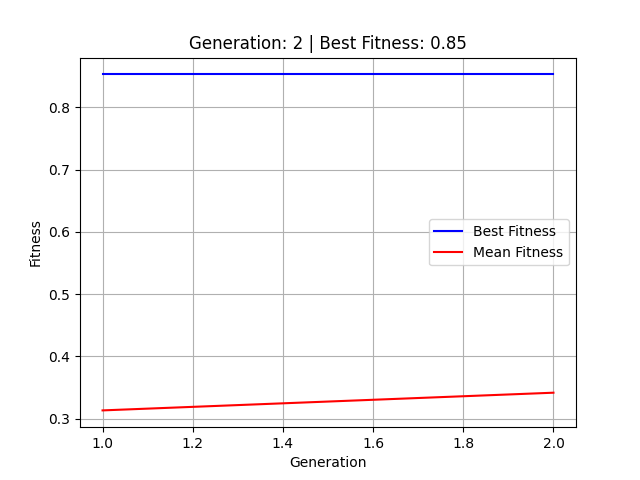 Generation: 2 | Best Fitness: 0.85
Fitness
0.8
0.7
0.6
0.5
0.4
0.3
Best Fitness
Mean Fitness
1.0 1.2 1.4 1.6 1.8 2.0
Generation